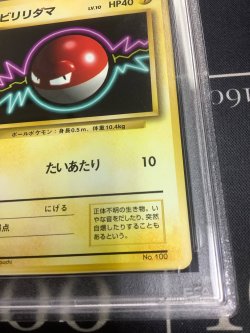 ビリリダマ LV.10 HP40
ボールポケモン：身長0.5m、体重10.4kg
たいあたり 10
にげる
正体不明の生き物。い
やな音をだしたり、突然
自爆したりすることも
あるという。
No.100